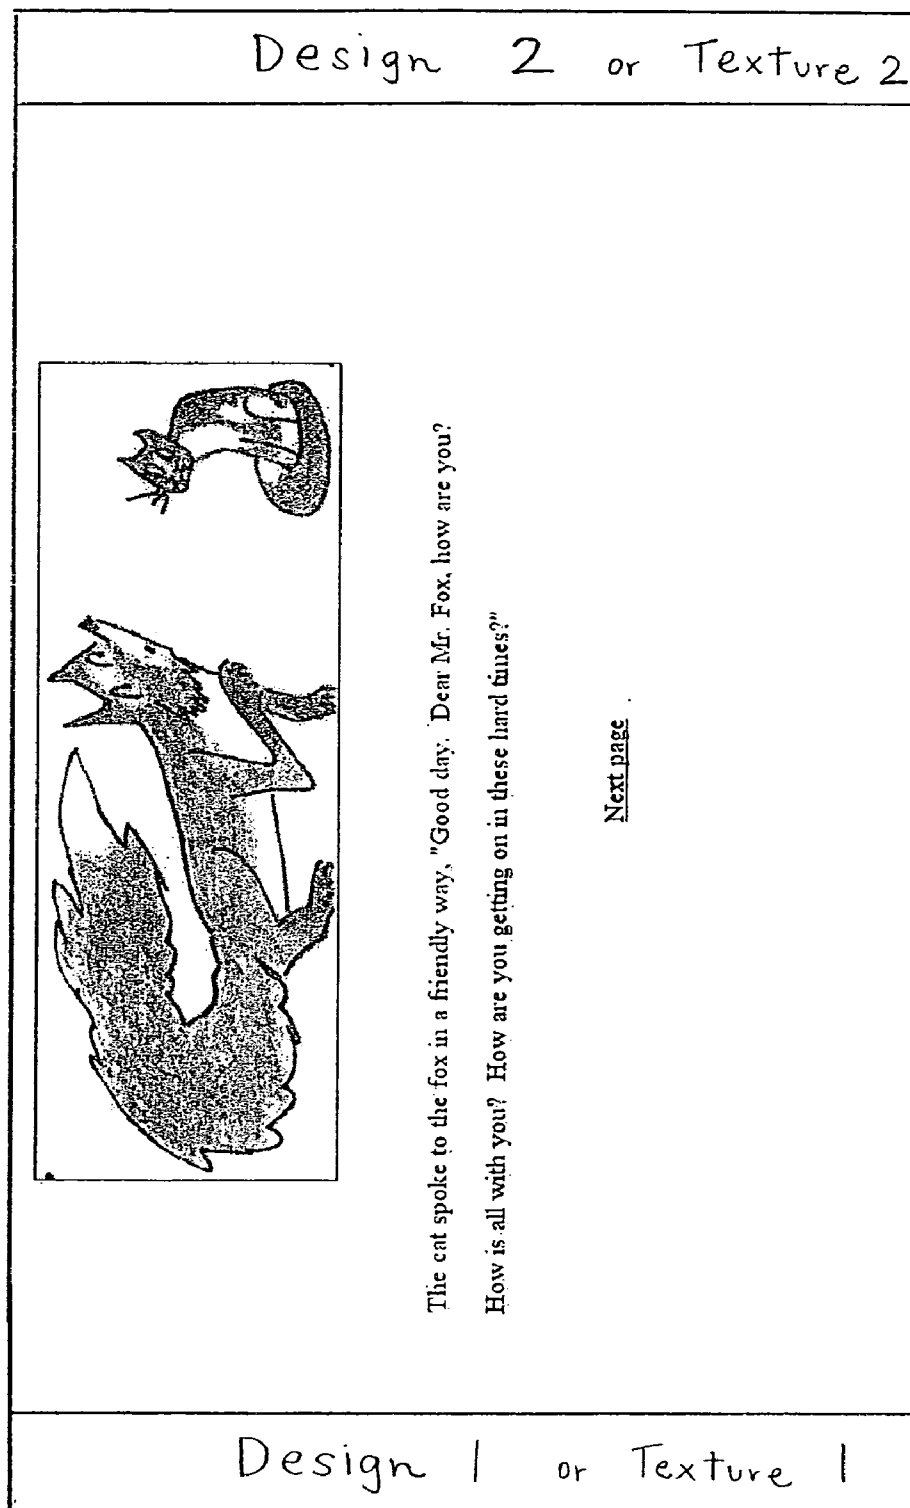 Design 2 or Texture 2
The cat spoke to the fox in a friendly way, "Good day. Dear Mr. Fox, how are you?
How is all with you? How are you getting on in these hard times?"
Next page
Design 1 or Texture 1